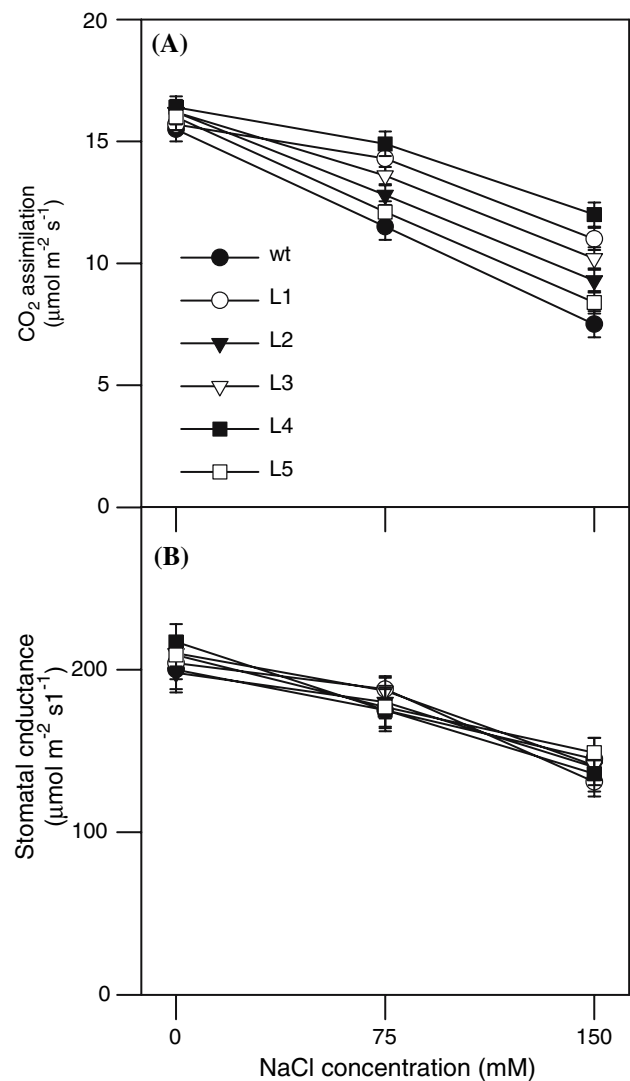 20
(A)
15
10
5
0
CO2 assimilation
(μmol m-2 s-1)
wt
L1
L2
L3
L4
L5
(B)
200
100
0
Stomatal cnductance
(μmol m-2 s1-1)
0 75 150
NaCl concentration (mM)